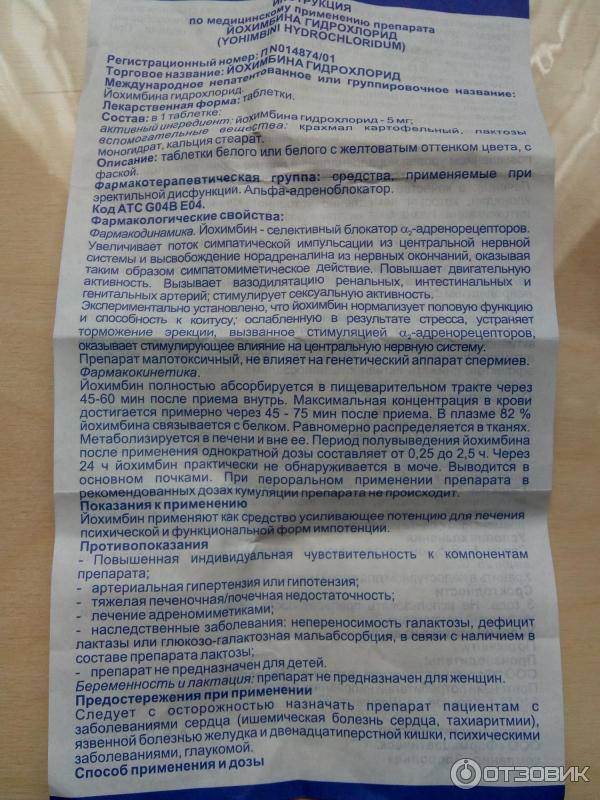 ИНСТРУКЦИЯ
по медицинскому применению препарата
ЙОХИМБИНА ГИДРОХЛОРИД
(YOHIMBINI HYDROCHLORIDUM)
Регистрационный номер: ЛN014874/01
Торговое название: ЙОХИМБИНА ГИДРОХЛОРИД
Международное непатентованное или группировочное название:
Йохимбина гидрохлорид.
Лекарственная форма: таблетки.
Состав: в 1 таблетке:
активный ингредиент: йохимбина гидрохлорид - 5 мг;
вспомогательные вещества: крахмал картофельный, лактозы
моногидрат, кальция стеарат.
Описание: таблетки белого или белого с желтоватым оттенком цвета, с
фаской.
Фармакотерапевтическая группа: средства, применяемые при
эректильной дисфункции. Альфа-адреноблокатор.
Код АТС G04B E04.
Фармакологические свойства:
Фармакодинамика. Йохимбин - селективный блокатор α₂-адренорецепторов.
Увеличивает поток симпатической импульсации из центральной нервной
системы и высвобождение норадреналина из нервных окончаний, оказывая
таким образом симпатомиметическое действие. Повышает двигательную
активность. Вызывает вазодилятацию ренальных, интестинальных и
генитальных артерий; стимулирует сексуальную активность.
Экспериментально установлено, что йохимбин нормализует половую функцию
и способность к коитусу, ослабленную в результате стресса, устраняет
торможение эрекции, вызванное стимуляцией α₂-адренорецепторов,
оказывает стимулирующее влияние на центральную нервную систему.
Препарат малотоксичный, не влияет на генетический аппарат спермиев.
Фармакокинетика.
Йохимбин полностью абсорбируется в пищеварительном тракте через
45-60 мин после приема внутрь. Максимальная концентрация в крови
достигается примерно через 45 - 75 мин после приема. В плазме 82 %
йохимбина связывается с белком. Равномерно распределяется в тканях.
Метаболизируется в печени и вне ее. Период полувыведения йохимбина
после применения однократной дозы составляет от 0,25 до 2,5 ч. Через
24 ч йохимбин практически не обнаруживается в моче. Выводится в
основном почками. При пероральном применении препарата в
рекомендованных дозах кумуляции препарата не происходит.
Показания к применению
Йохимбин применяют как средство усиливающее потенцию для лечения
психической и функциональной форм импотенции.
Противопоказания
- Повышенная индивидуальная чувствительность к компонентам
препарата;
- артериальная гипертензия или гипотензия;
- тяжелая печеночная/почечная недостаточность;
- лечение адреномиметиками;
- наследственные заболевания: непереносимость галактозы, дефицит
лактазы или глюкозо-галактозная мальабсорбция, в связи с наличием в
составе препарата лактозы;
- препарат не предназначен для детей.
Беременность и лактация: препарат не предназначен для женщин.
Предостережения при применении
Следует с осторожностью назначать препарат пациентам с
заболеваниями сердца (ишемическая болезнь сердца, тахиаритмии),
язвенной болезнью желудка и двенадцатиперстной кишки, психическими
заболеваниями, глаукомой.
Способ применения и дозы
ОТЗОВИК